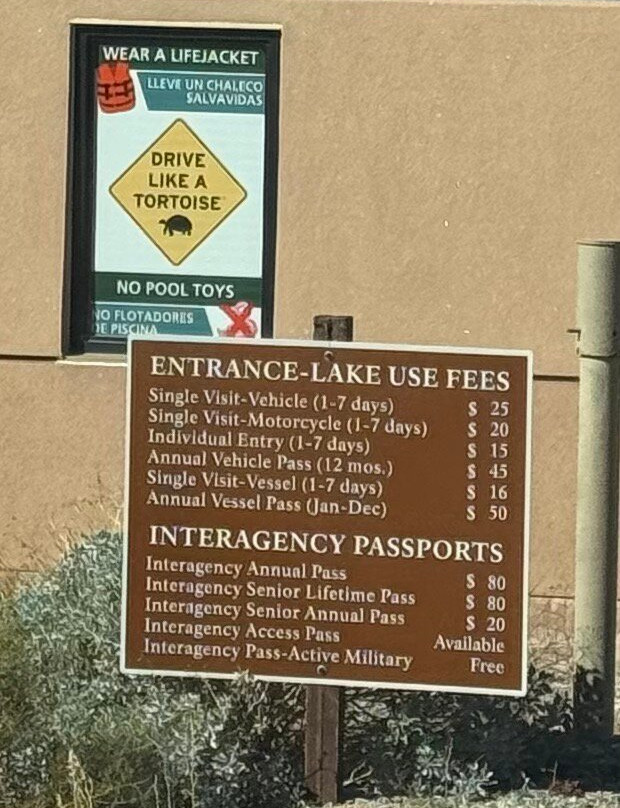 WEAR A LIFEJACKET
LLEVE UN CHALECO
SALVAVIDAS
DRIVE
LIKE A
TORTOISE
NO POOL TOYS
NO FLOTADORES
DE PISCINA
ENTRANCE-LAKE USE FEES
Single Visit-Vehicle (1-7 days) $ 25
Single Visit-Motorcycle (1-7 days) $ 20
Individual Entry (1-7 days) $ 15
Annual Vehicle Pass (12 mos.) $ 45
Single Visit-Vessel (1-7 days) $ 16
Annual Vessel Pass (Jan-Dec) $ 50
INTERAGENCY PASSPORTS
Interagency Annual Pass $ 80
Interagency Senior Lifetime Pass $ 80
Interagency Senior Annual Pass $ 20
Interagency Access Pass Available
Interagency Pass-Active Military Free